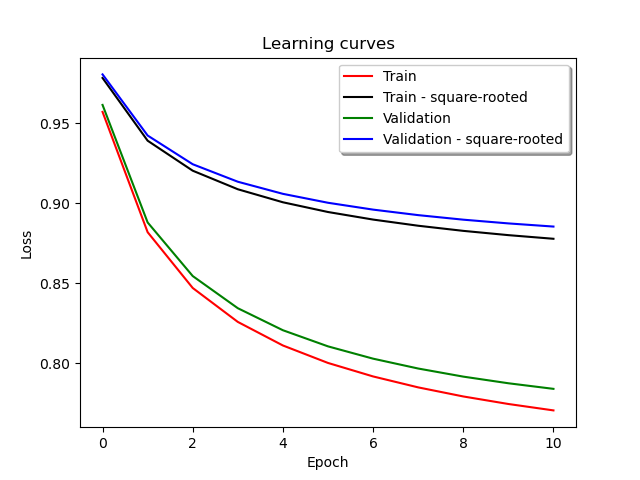 Learning curves
Train
Train - square-rooted
Validation
Validation - square-rooted
0.95
0.90
0.85
0.80
Loss
0 2 4 6 8 10
Epoch